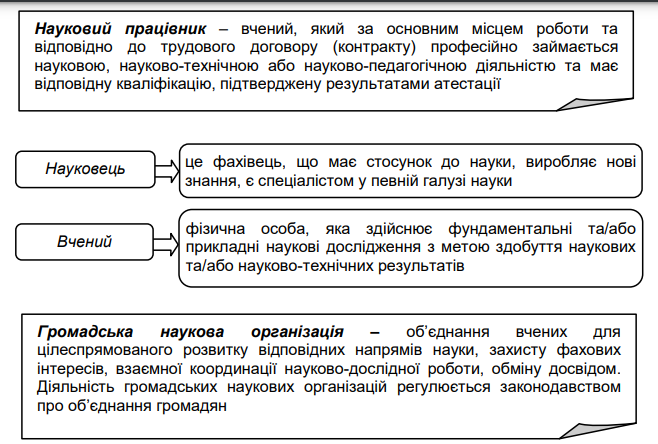 Науковий працівник – вчений, який за основним місцем роботи та
відповідно до трудового договору (контракту) професійно займається
науковою, науково-технічною або науково-педагогічною діяльністю та має
відповідну кваліфікацію, підтверджену результатами атестації
Науковець
це фахівець, що має стосунок до науки, виробляє нові
знання, є спеціалістом у певній галузі науки
Вчений
фізична особа, яка здійснює фундаментальні та/або
прикладні наукові дослідження з метою здобуття наукових
та/або науково-технічних результатів
Громадська наукова організація – об’єднання вчених для
цілеспрямованого розвитку відповідних напрямів науки, захисту фахових
інтересів, взаємної координації науково-дослідної роботи, обміну досвідом.
Діяльність громадських наукових організацій регулюється законодавством
про об’єднання громадян